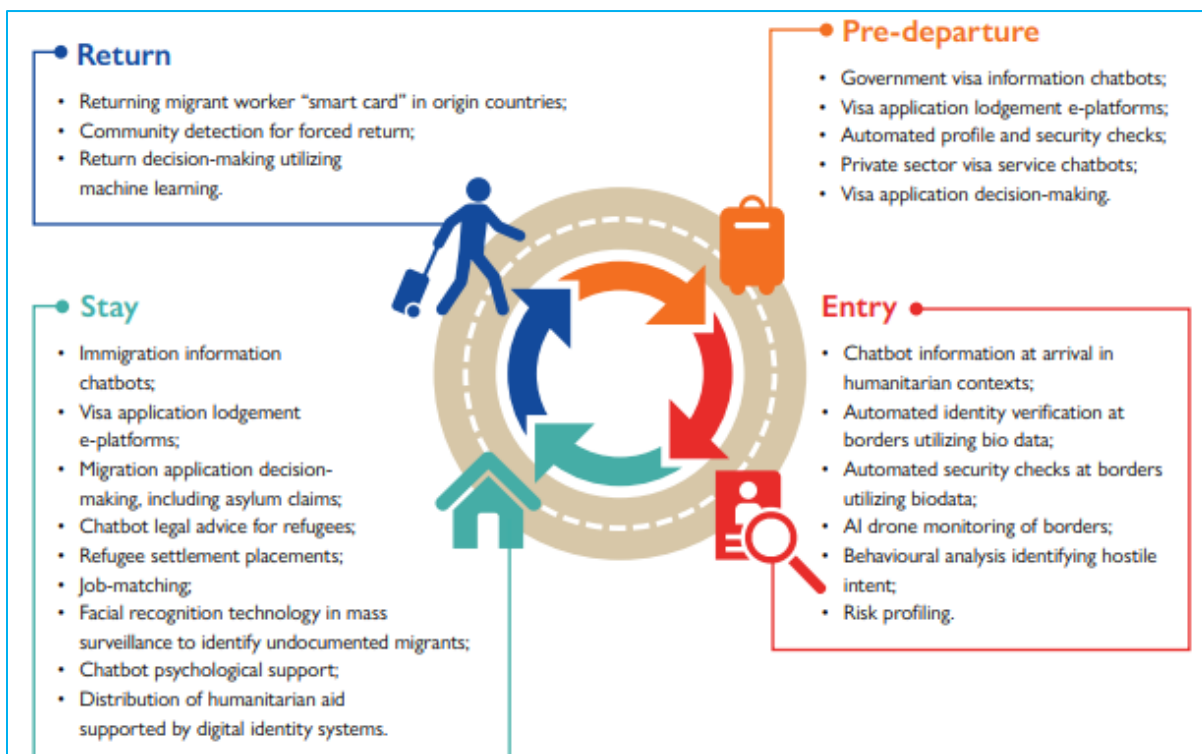 Return
• Returning migrant worker “smart card” in origin countries;
• Community detection for forced return;
• Return decision-making utilizing
machine learning.
Pre-departure
• Government visa information chatbots;
• Visa application lodgement e-platforms;
• Automated profile and security checks;
• Private sector visa service chatbots;
• Visa application decision-making.
Stay
• Immigration information
chatbots;
• Visa application lodgement
e-platforms;
• Migration application decision-
making, including asylum claims;
• Chatbot legal advice for refugees;
• Refugee settlement placements;
• Job-matching;
• Facial recognition technology in mass
surveillance to identify undocumented migrants;
• Chatbot psychological support;
• Distribution of humanitarian aid
supported by digital identity systems.
Entry
• Chatbot information at arrival in
humanitarian contexts;
• Automated identity verification at
borders utilizing bio data;
• Automated security checks at borders
utilizing biodata;
• AI drone monitoring of borders;
• Behavioural analysis identifying hostile
intent;
• Risk profiling.